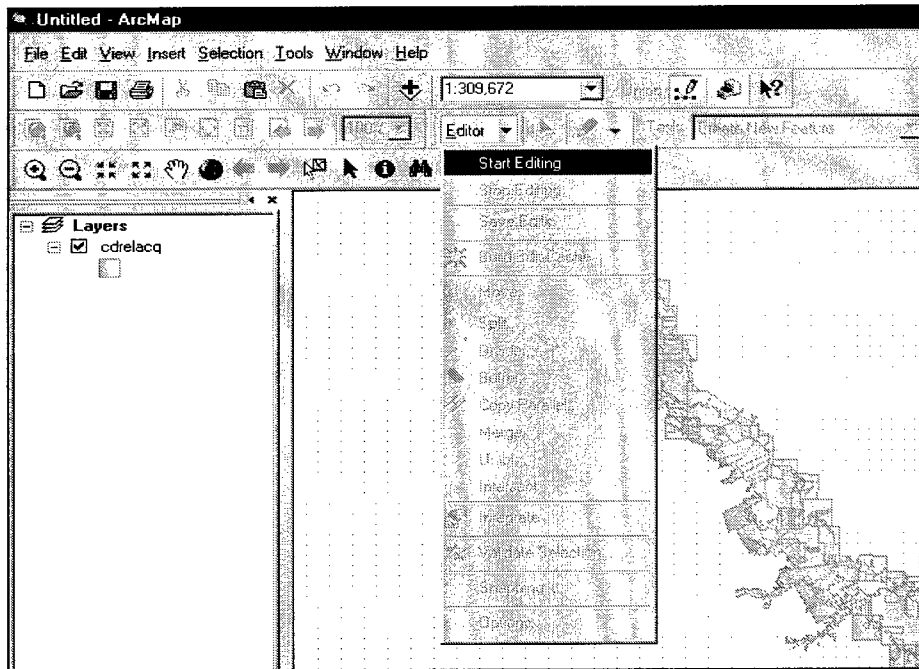 Untitled - ArcMap
File Edit View Insert Selection Tools Window Help
1:309,672
100%
Editor
Task: Create New Feature
Layers
cdrelacq
Start Editing
Stop Editing
Save Edits
Move
Split
Buffer
Copy Parallel
Merge
Union
Intersect
Integrate
Validate Selection
Snapping
Options